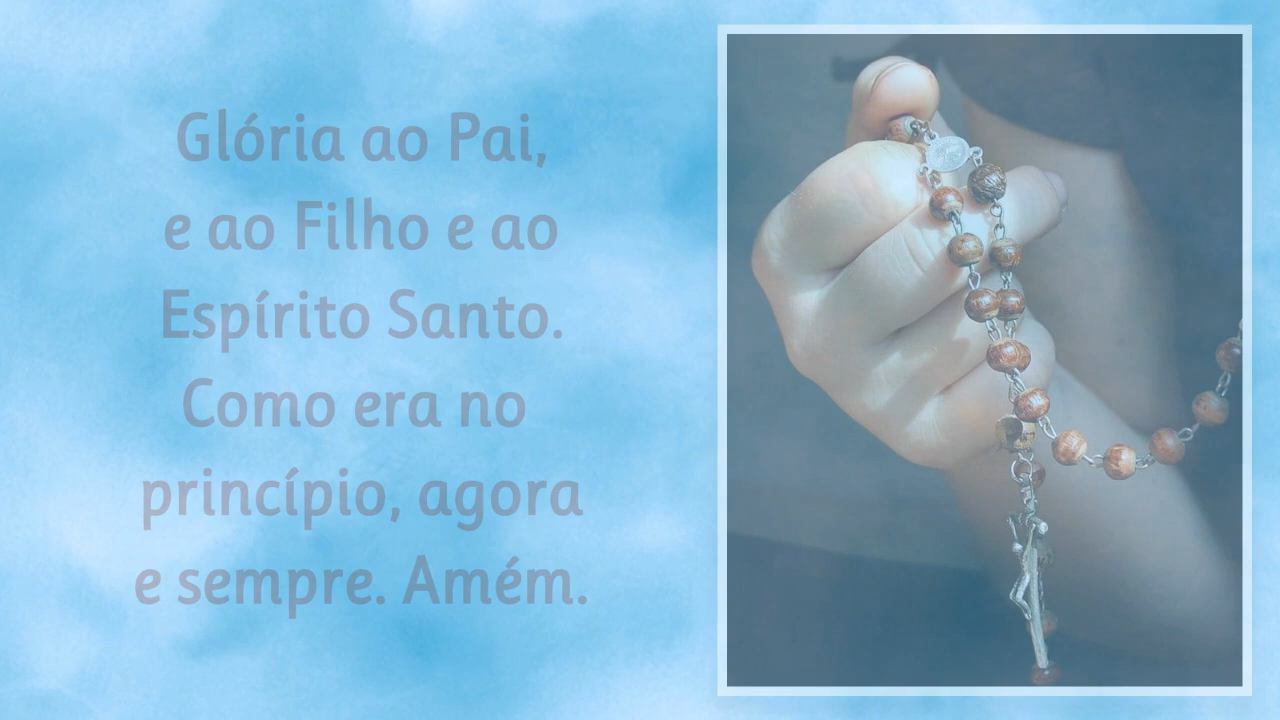 Glória ao Pai,
e ao Filho e ao
Espírito Santo.
Como era no
princípio, agora
e sempre. Amém.